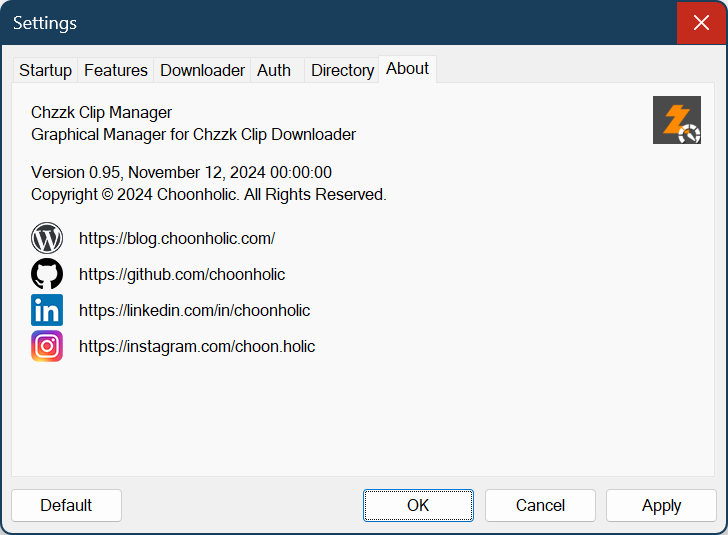 Settings
Startup Features Downloader Auth Directory About
Chzzk Clip Manager
Graphical Manager for Chzzk Clip Downloader
Version 0.95, November 12, 2024 00:00:00
Copyright © 2024 Choonholic. All Rights Reserved.
https://blog.choonholic.com/
https://github.com/choonholic
in https://linkedin.com/in/choonholic
https://instagram.com/choon.holic
Default OK Cancel Apply